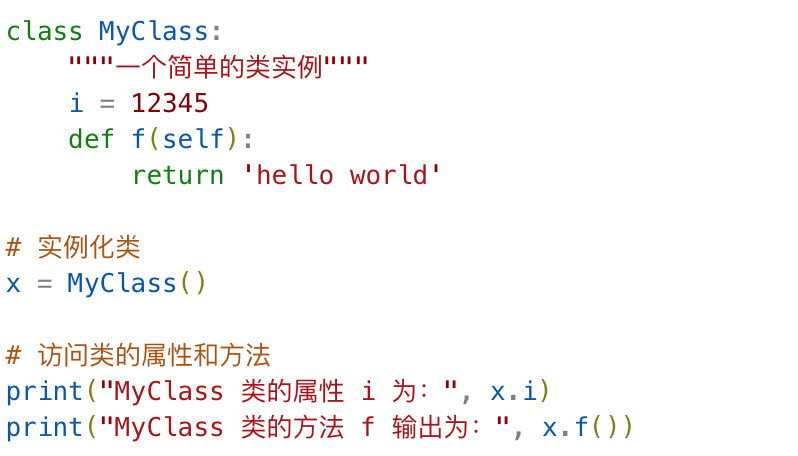 class MyClass:
    """一个简单的类实例"""
    i = 12345
    def f(self):
        return 'hello world'

# 实例化类
x = MyClass()

# 访问类的属性和方法
print("MyClass 类的属性 i 为：", x.i)
print("MyClass 类的方法 f 输出为：", x.f())